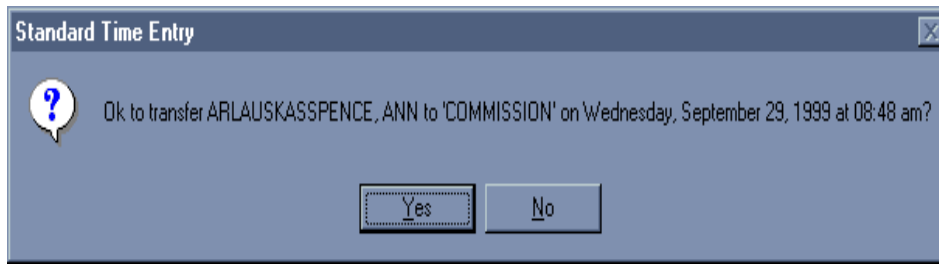 Standard Time Entry
?
Ok to transfer ARLAUSKASSPENCE, ANN to 'COMMISSION' on Wednesday, September 29, 1999 at 08:48 am?
Yes
No